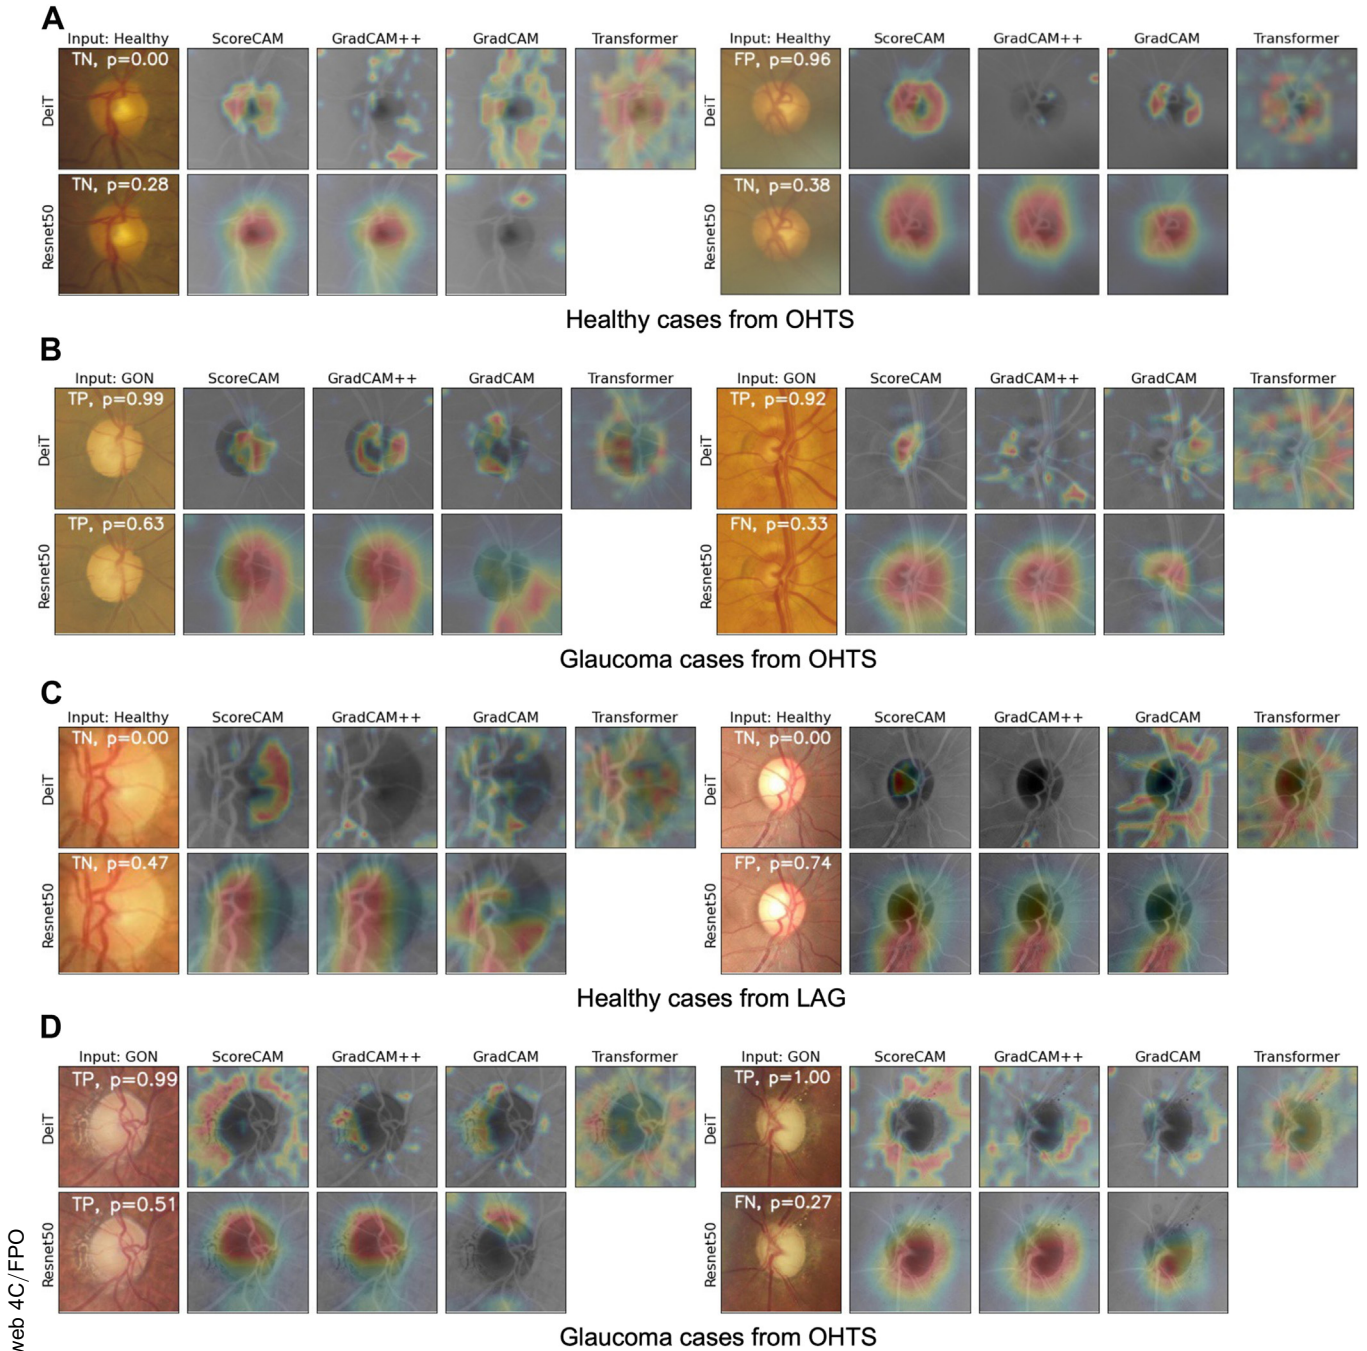 A
Input: Healthy ScoreCAM GradCAM++ GradCAM Transformer Input: Healthy ScoreCAM GradCAM++ GradCAM Transformer
DeiT TN, p=0.00 DeiT FP, p=0.96
Resnet50 TN, p=0.28 Resnet50 TN, p=0.38
Healthy cases from OHTS
B
Input: GON ScoreCAM GradCAM++ GradCAM Transformer Input: GON ScoreCAM GradCAM++ GradCAM Transformer
DeiT TP, p=0.99 DeiT TP, p=0.92
Resnet50 TP, p=0.63 Resnet50 FN, p=0.33
Glaucoma cases from OHTS
C
Input: Healthy ScoreCAM GradCAM++ GradCAM Transformer Input: Healthy ScoreCAM GradCAM++ GradCAM Transformer
DeiT TN, p=0.00 DeiT TN, p=0.00
Resnet50 TN, p=0.47 Resnet50 FP, p=0.74
Healthy cases from LAG
D
Input: GON ScoreCAM GradCAM++ GradCAM Transformer Input: GON ScoreCAM GradCAM++ GradCAM Transformer
DeiT TP, p=0.99 DeiT TP, p=1.00
Resnet50 TP, p=0.51 Resnet50 FN, p=0.27
Glaucoma cases from OHTS
web 4C/FPO